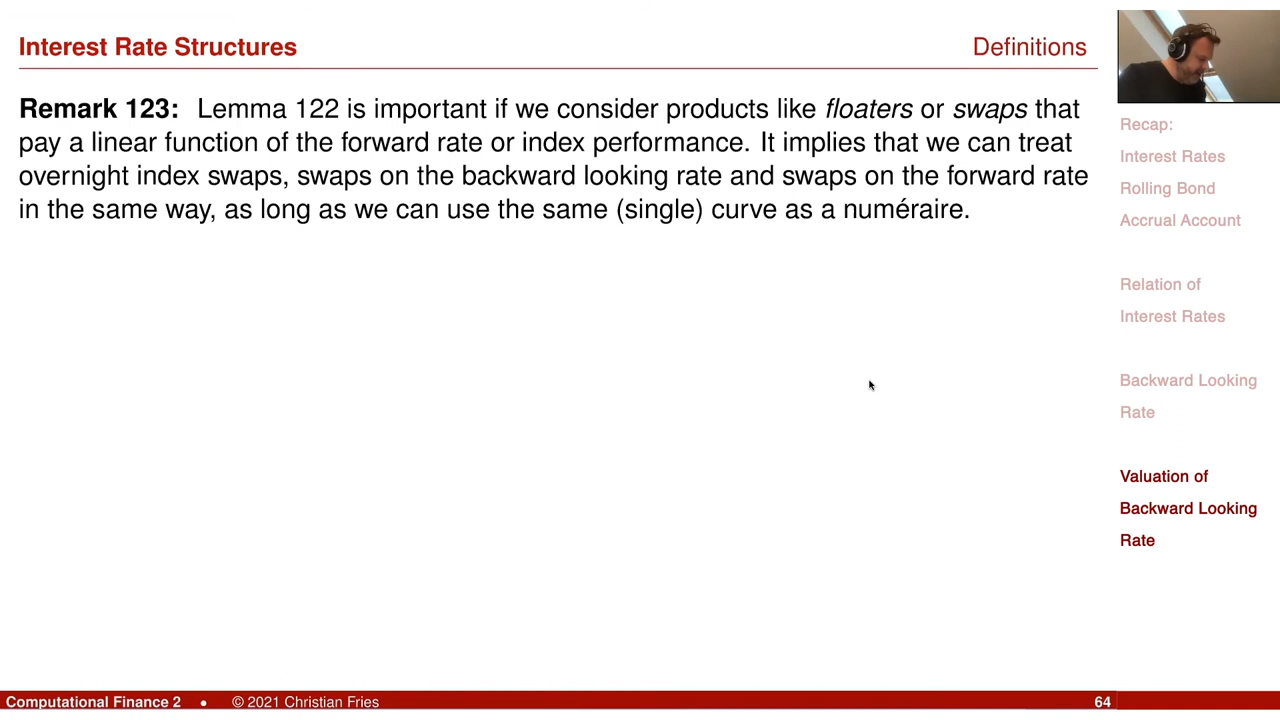 Interest Rate Structures
Definitions
Remark 123: Lemma 122 is important if we consider products like floaters or swaps that
pay a linear function of the forward rate or index performance. It implies that we can treat
overnight index swaps, swaps on the backward looking rate and swaps on the forward rate
in the same way, as long as we can use the same (single) curve as a numéraire.
Recap:
Interest Rates
Rolling Bond
Accrual Account
Relation of
Interest Rates
Backward Looking
Rate
Valuation of
Backward Looking
Rate
Computational Finance 2 • © 2021 Christian Fries
64